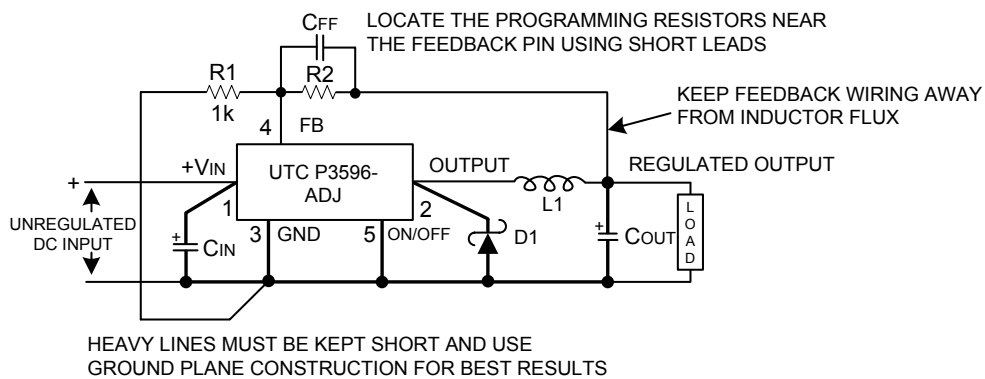 CFF
LOCATE THE PROGRAMMING RESISTORS NEAR
THE FEEDBACK PIN USING SHORT LEADS
R1
R2
1k
KEEP FEEDBACK WIRING AWAY
FROM INDUCTOR FLUX
4
FB
+VIN
UTC P3596-
ADJ
OUTPUT
REGULATED OUTPUT
+
UNREGULATED
DC INPUT
1
2
L1
+
CIN
3
GND
5
ON/OFF
D1
+
COUT
LOAD
HEAVY LINES MUST BE KEPT SHORT AND USE
GROUND PLANE CONSTRUCTION FOR BEST RESULTS